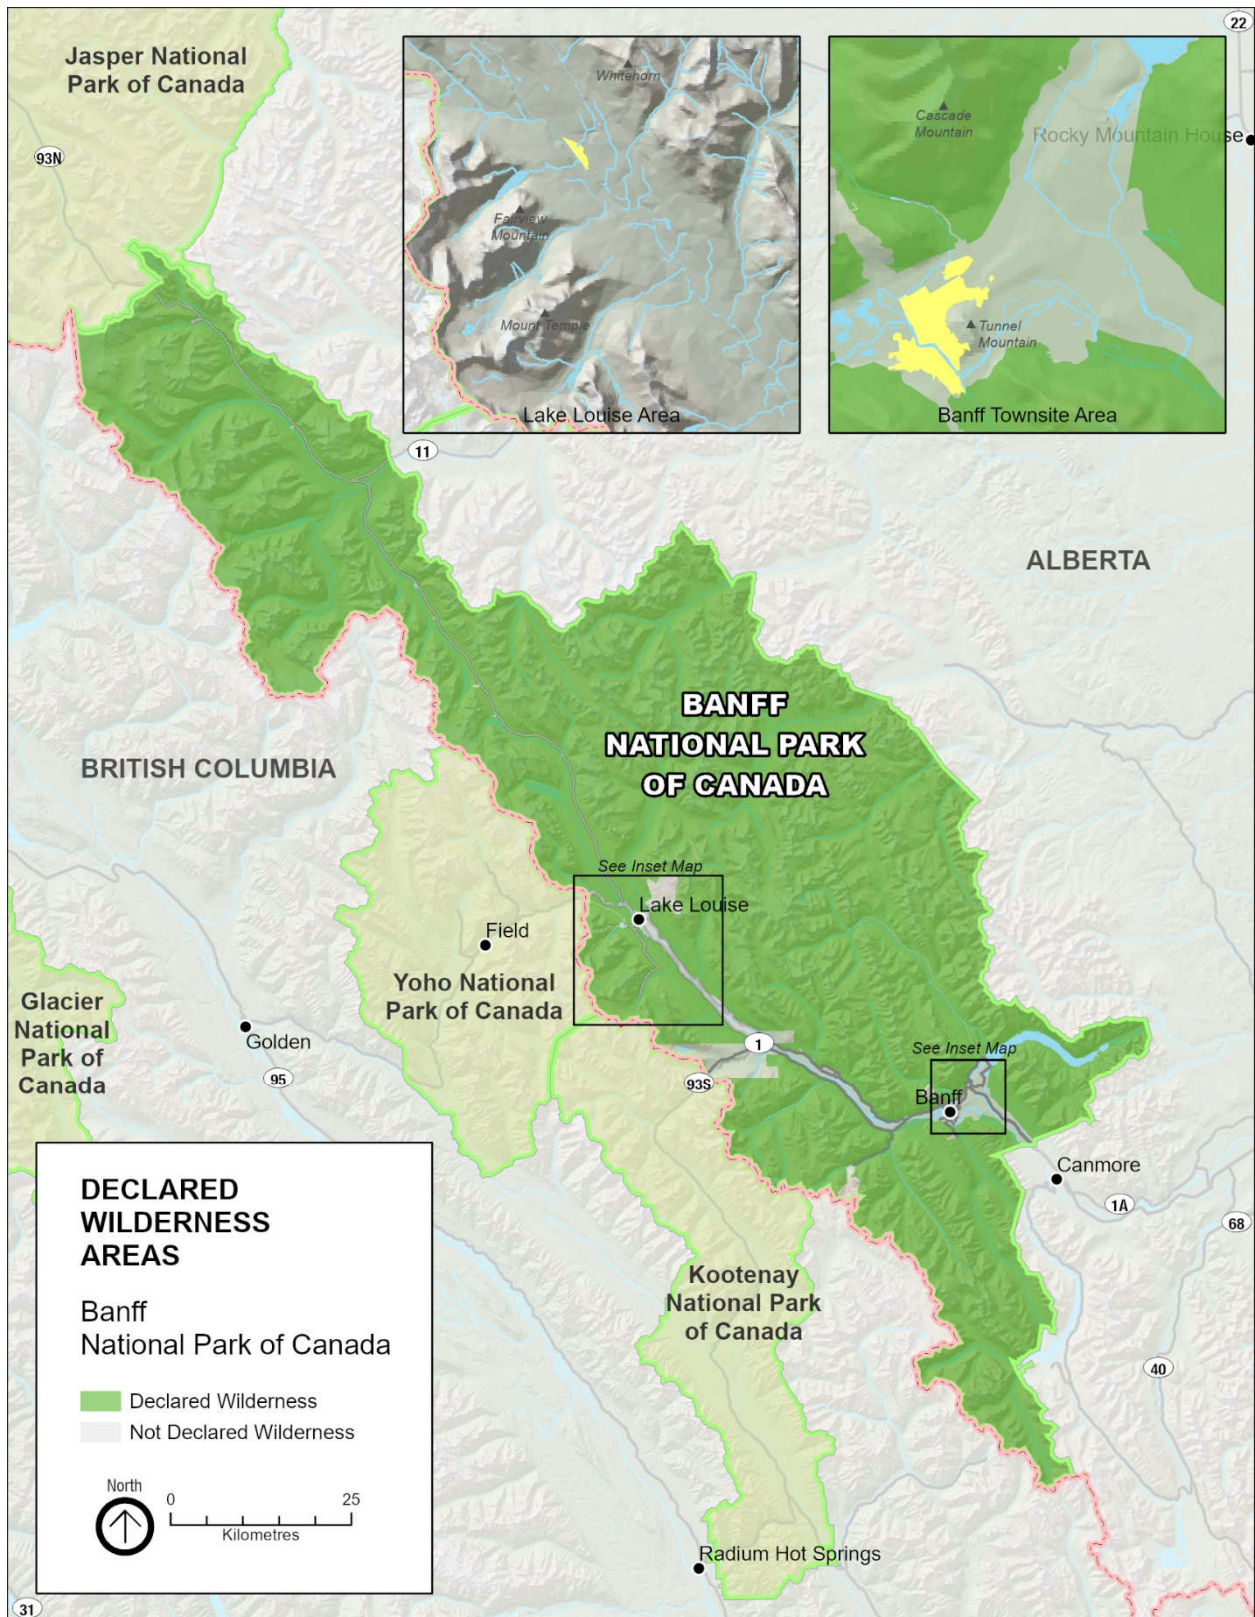 22
Jasper National
Park of Canada
93N
Whitehorn
Fairview
Mountain
Mount Temple
Lake Louise Area
Cascade
Mountain
Rocky Mountain House
Tunnel
Mountain
Banff Townsite Area
11
ALBERTA
BANFF
NATIONAL PARK
OF CANADA
BRITISH COLUMBIA
See Inset Map
Lake Louise
Field
Yoho National
Park of Canada
Glacier
National
Park of
Canada
Golden
95
1
93S
See Inset Map
Banff
Canmore
1A
68
Kootenay
National Park
of Canada
40
Radium Hot Springs
31
DECLARED
WILDERNESS
AREAS
Banff
National Park of Canada
Declared Wilderness
Not Declared Wilderness
North
0 25
Kilometres